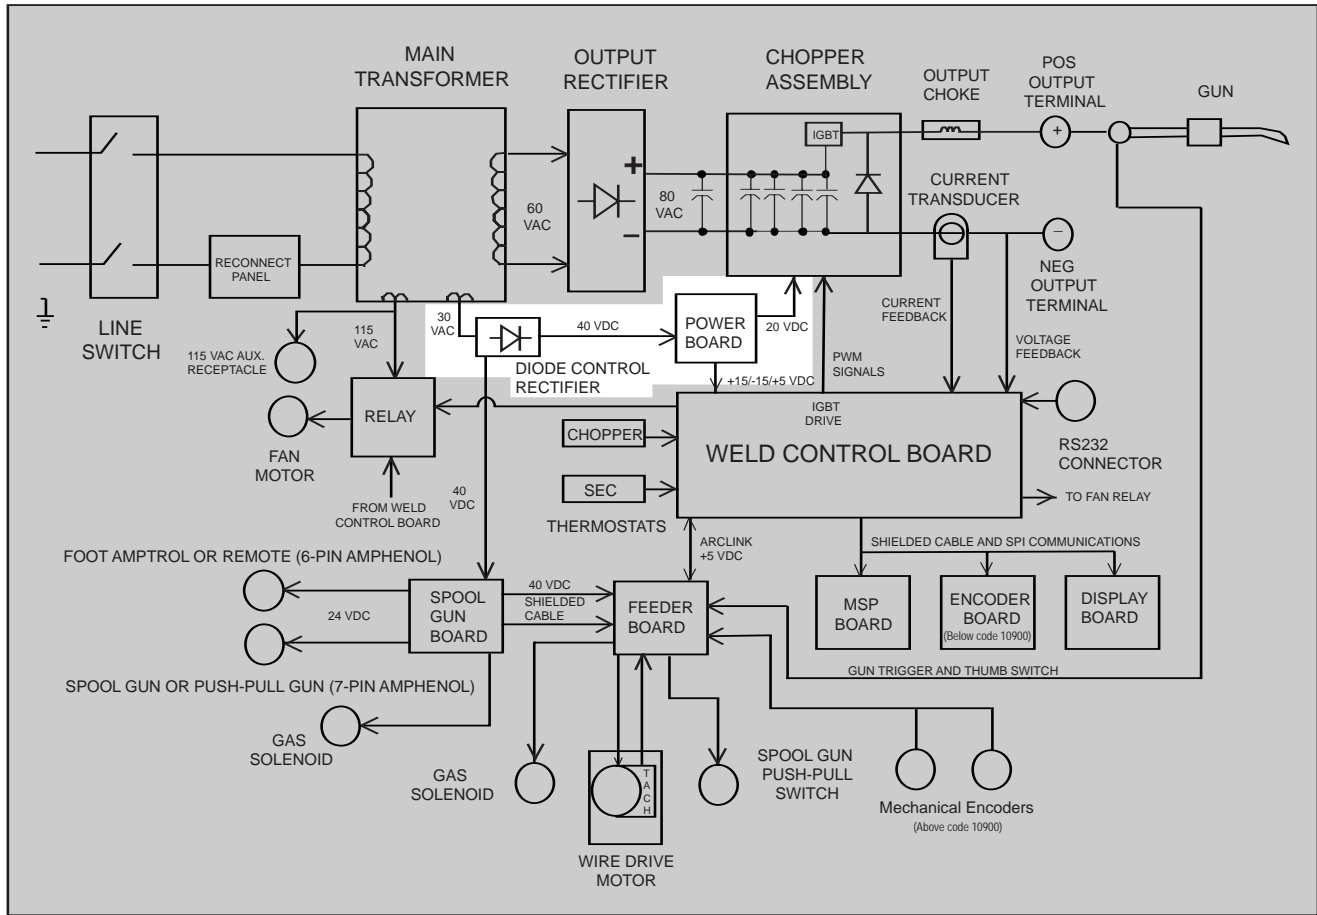 MAIN
TRANSFORMER
OUTPUT
RECTIFIER
CHOPPER
ASSEMBLY
OUTPUT
CHOKE
POS
OUTPUT
TERMINAL
GUN
IGBT
+
+
60
VAC
80
VAC
−
CURRENT
TRANSDUCER
−
NEG
OUTPUT
TERMINAL
RECONNECT
PANEL
LINE
SWITCH
115 VAC AUX.
RECEPTACLE
115
VAC
30
VAC
40 VDC
POWER
BOARD
20 VDC
CURRENT
FEEDBACK
VOLTAGE
FEEDBACK
DIODE CONTROL
RECTIFIER
+15/-15/+5 VDC
PWM
SIGNALS
RELAY
FAN
MOTOR
FROM WELD
CONTROL BOARD
40
VDC
CHOPPER
SEC
THERMOSTATS
IGBT
DRIVE
WELD CONTROL BOARD
RS232
CONNECTOR
TO FAN RELAY
ARCLINK
+5 VDC
SHIELDED CABLE AND SPI COMMUNICATIONS
FOOT AMPTROL OR REMOTE (6-PIN AMPHENOL)
24 VDC
SPOOL
GUN
BOARD
40 VDC
SHIELDED
CABLE
FEEDER
BOARD
MSP
BOARD
ENCODER
BOARD
(Below code 10900)
DISPLAY
BOARD
GUN TRIGGER AND THUMB SWITCH
SPOOL GUN OR PUSH-PULL GUN (7-PIN AMPHENOL)
GAS
SOLENOID
GAS
SOLENOID
TACH
WIRE DRIVE
MOTOR
SPOOL GUN
PUSH-PULL
SWITCH
Mechanical Encoders
(Above code 10900)